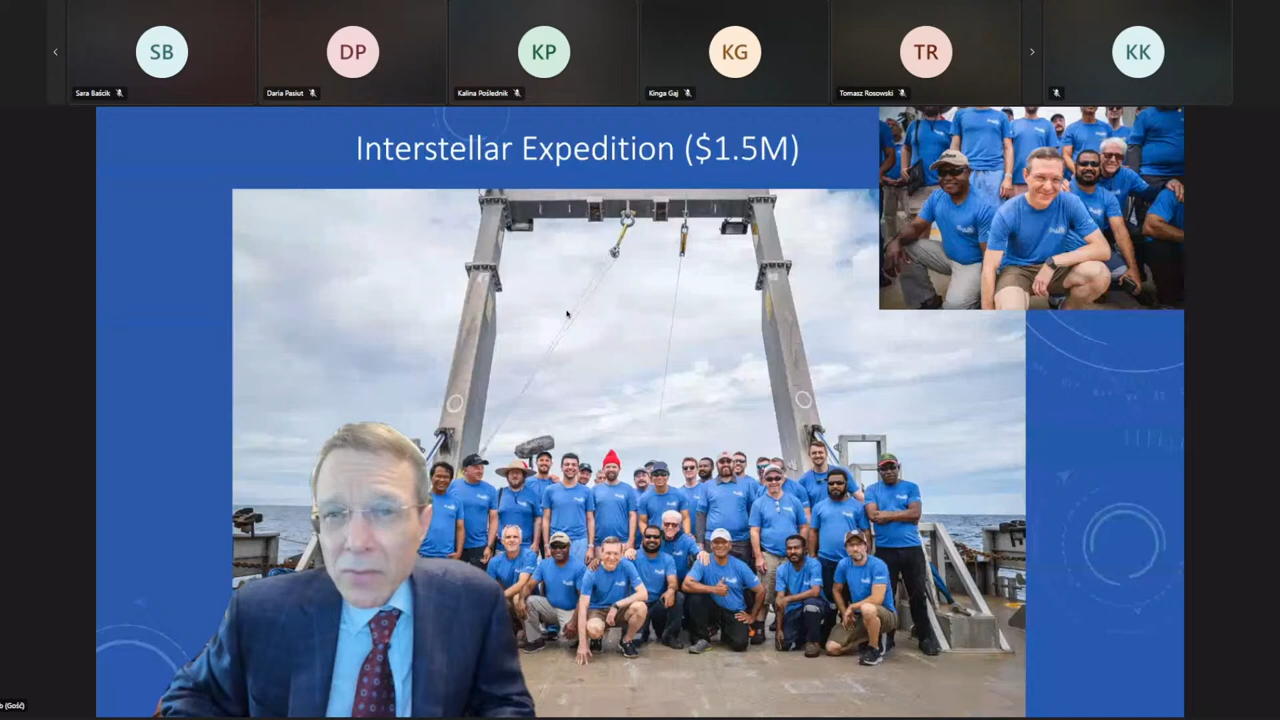 SB
DP
KP
KG
TR
KK
Sara Baścik
Daria Pasiut
Kalina Poślednik
Kinga Gaj
Tomasz Rosowski
Interstellar Expedition ($1.5M)
b (Gość)